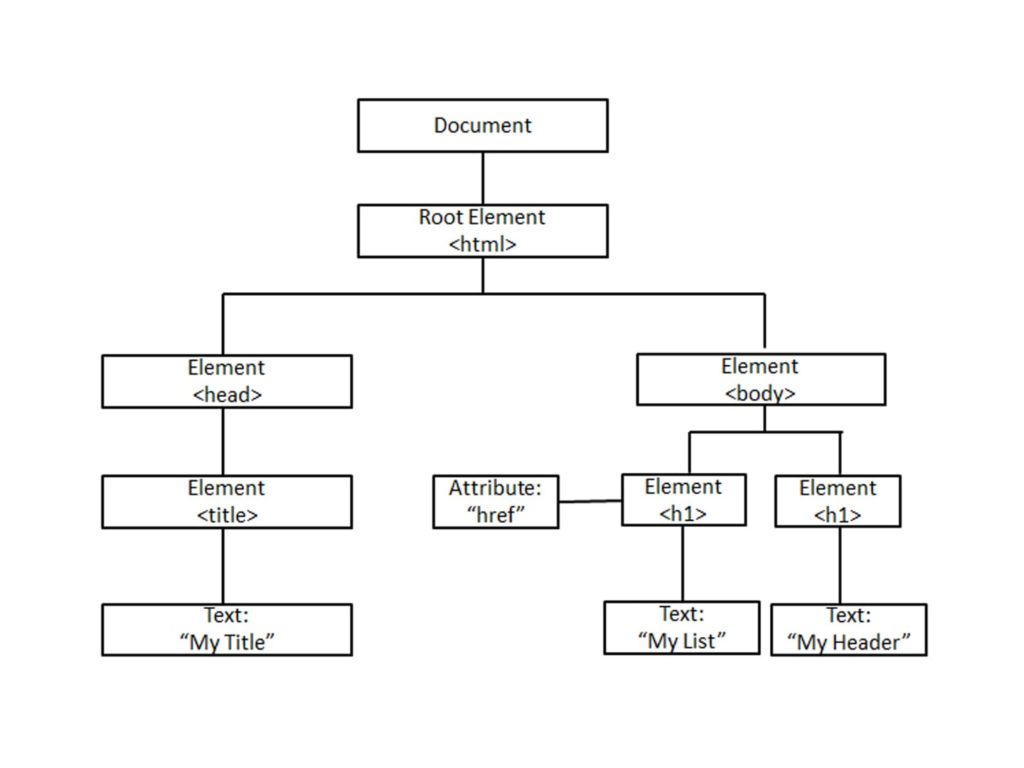 Document
Root Element
<html>
Element
<head>
Element
<body>
Element
<title>
Attribute:
“href”
Element
<h1>
Element
<h1>
Text:
“My Title”
Text:
“My List”
Text:
“My Header”